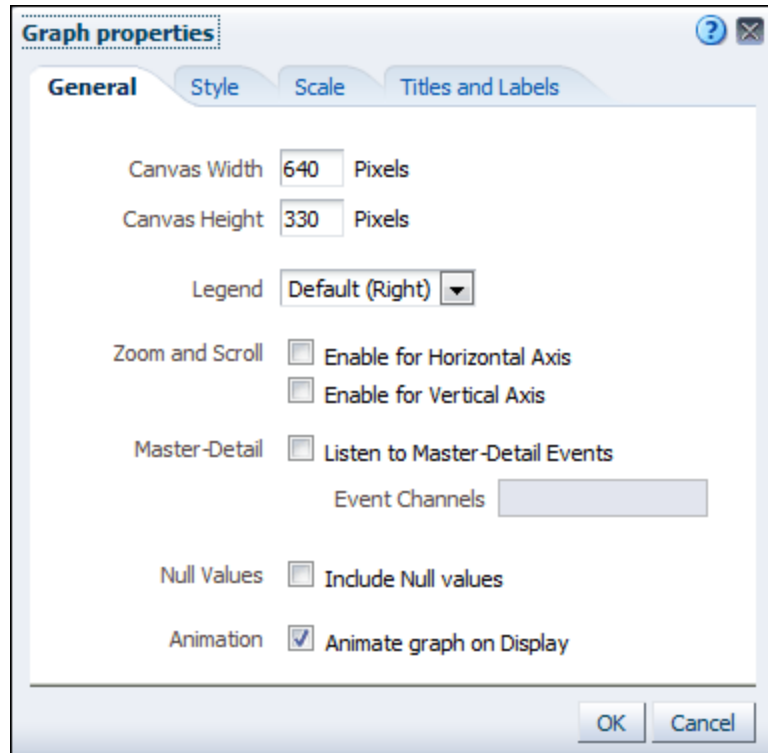 Graph properties ?
General Style Scale Titles and Labels
Canvas Width 640 Pixels
Canvas Height 330 Pixels
Legend Default (Right)
Zoom and Scroll Enable for Horizontal Axis
Enable for Vertical Axis
Master-Detail Listen to Master-Detail Events
Event Channels
Null Values Include Null values
Animation Animate graph on Display
OK Cancel